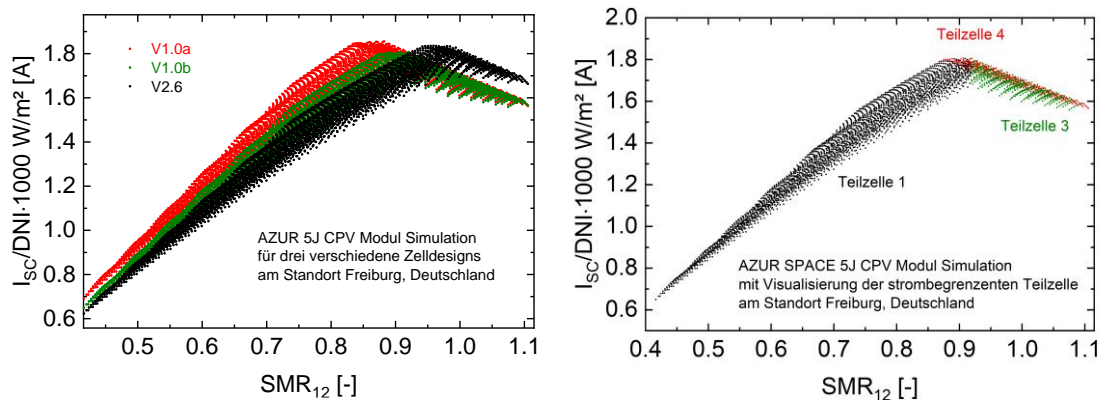 I_SC/DNI·1000 W/m² [A]
1.8
1.6
1.4
1.2
1.0
0.8
0.6
V1.0a
V1.0b
V2.6
AZUR 5J CPV Modul Simulation
für drei verschiedene Zelldesigns
am Standort Freiburg, Deutschland
0.5 0.6 0.7 0.8 0.9 1.0 1.1
SMR₁₂ [-]
I_SC/DNI·1000 W/m² [A]
2.0
1.8
1.6
1.4
1.2
1.0
0.8
0.6
Teilzelle 4
Teilzelle 3
Teilzelle 1
AZUR SPACE 5J CPV Modul Simulation
mit Visualisierung der strombegrenzenten Teilzelle
am Standort Freiburg, Deutschland
0.4 0.5 0.6 0.7 0.8 0.9 1.0 1.1
SMR₁₂ [-]